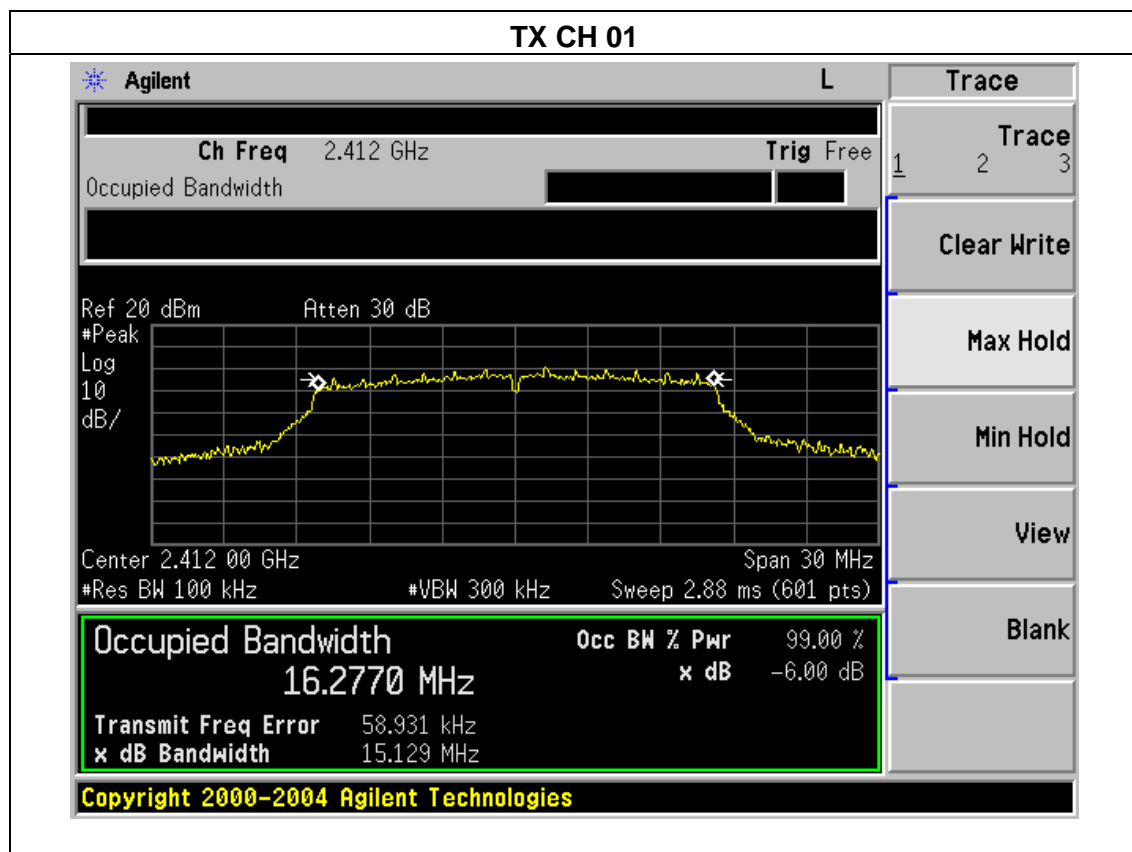 TX CH 01
Agilent L Trace
Ch Freq 2.412 GHz Trig Free
Occupied Bandwidth
Trace
1 2 3
Clear Write
Max Hold
Min Hold
View
Blank
Ref 20 dBm Atten 30 dB
#Peak
Log
10
dB/
Center 2.412 00 GHz Span 30 MHz
#Res BW 100 kHz #VBW 300 kHz Sweep 2.88 ms (601 pts)
Occupied Bandwidth Occ BW % Pwr 99.00 %
16.2770 MHz x dB -6.00 dB
Transmit Freq Error 58.931 kHz
x dB Bandwidth 15.129 MHz
Copyright 2000-2004 Agilent Technologies